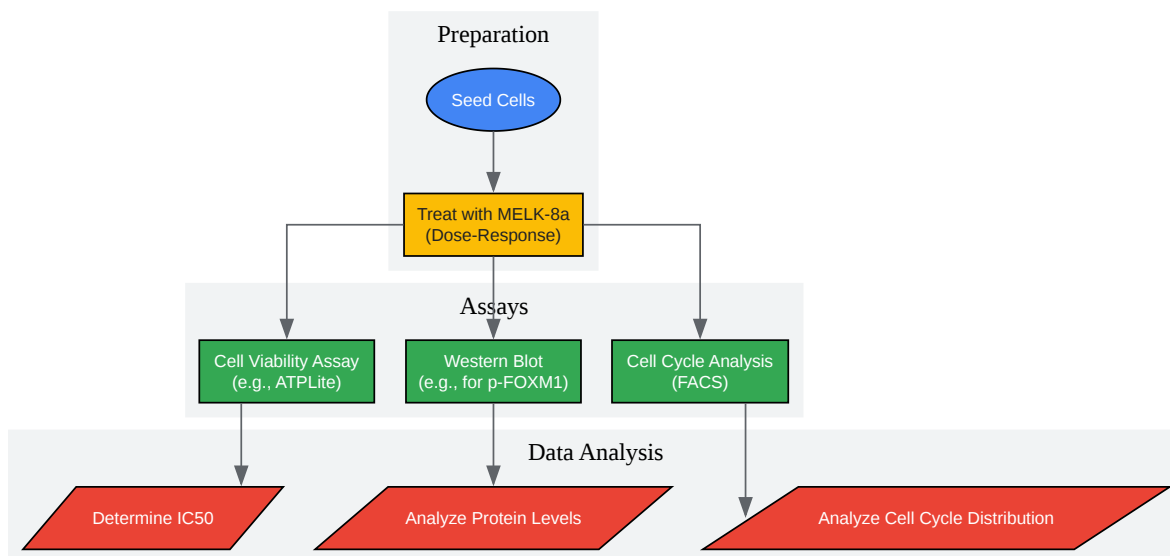 Preparation
Seed Cells
Treat with MELK-8a
(Dose-Response)
Assays
Cell Viability Assay
(e.g., ATPLite)
Western Blot
(e.g., for p-FOXM1)
Cell Cycle Analysis
(FACS)
Data Analysis
Determine IC50
Analyze Protein Levels
Analyze Cell Cycle Distribution